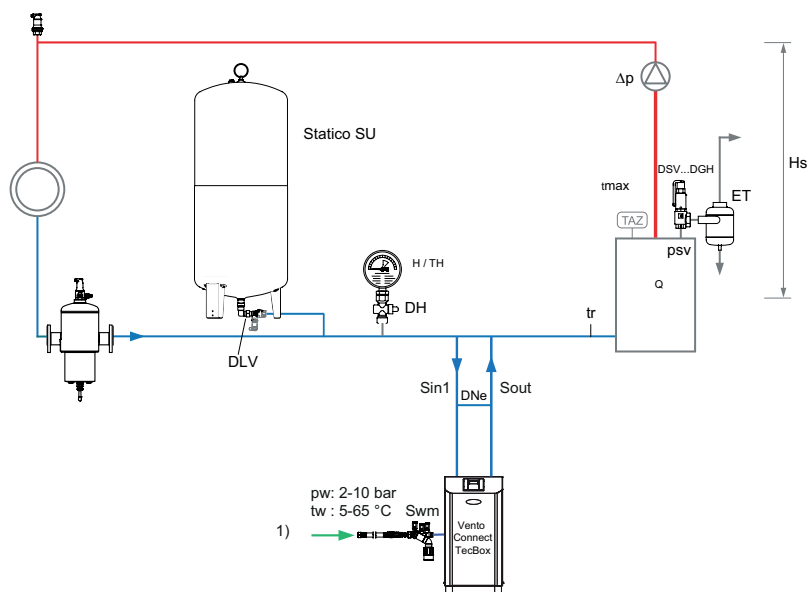 Δp
Statico SU
Hs
DSV...DGH
tmax
ET
TAZ
psv
H / TH
Q
DH
tr
DLV
Sin1
DNe
Sout
pw: 2-10 bar
tw : 5-65 °C
Swm
1)
Vento
Connect
TecBox